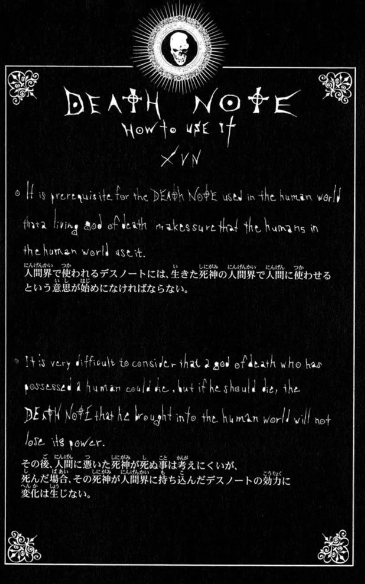 DEATH NOTE
HOW to USE It
XVII
It is prerequisite for the DEATH NOTE used in the human world
that a living god of death makes sure that the humans in
the human world use it.
人間界で使われるデスノートには、生きた死神の人間界で人間に使わせる
という意思が始めになければならない。
It is very difficult to consider that a god of death who has
possessed a human could die, but if he should die, the
DEATH NOTE that he brought into the human world will not
lose its power.
その後、人間に憑いた死神が死ぬ事は考えにくいが、
死んだ場合、その死神が人間界に持ち込んだデスノートの効力に
変化は生じない。